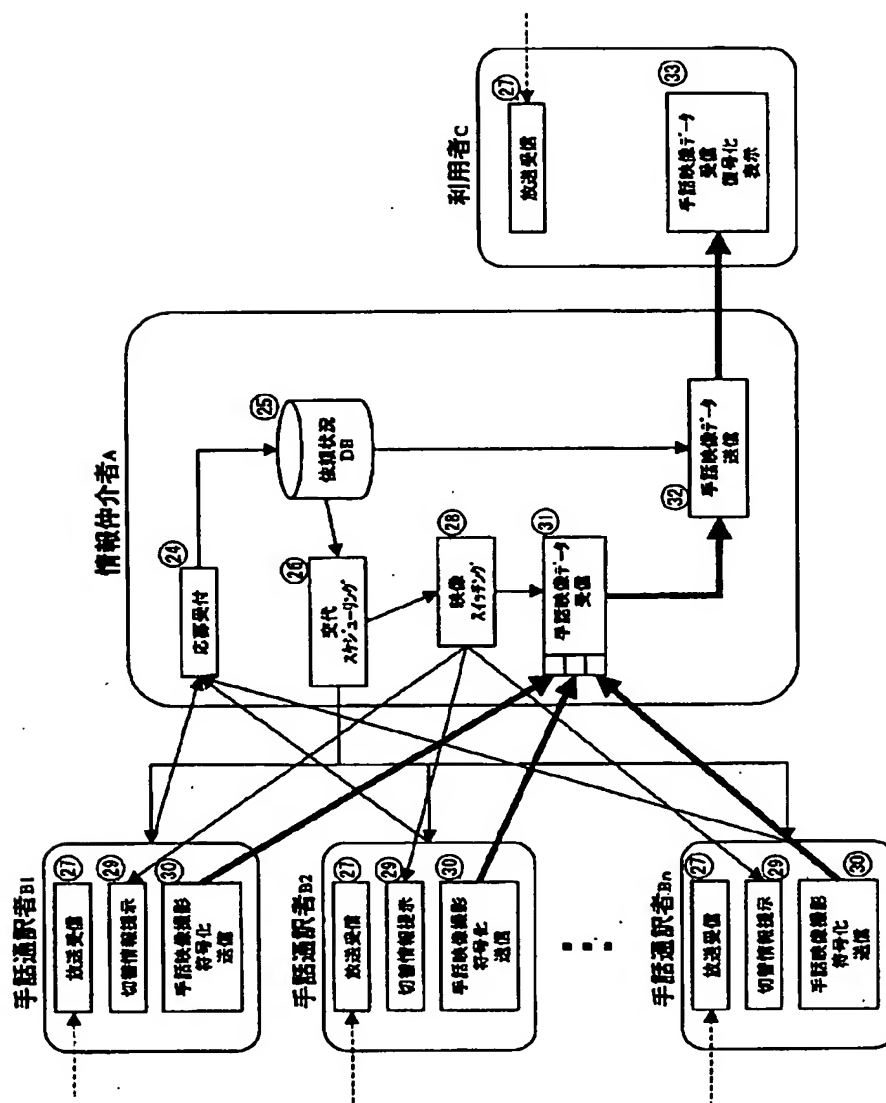 手話通訳者B1
㉗
放送受信
㉙
切替情報提示
㉚
手話映像撮影
符号化
送信
手話通訳者B2
㉗
放送受信
㉙
切替情報提示
㉚
手話映像撮影
符号化
送信
手話通訳者Bn
㉗
放送受信
㉙
切替情報提示
㉚
手話映像撮影
符号化
送信
情報仲介者A
㉔
応募受付
㉕
依頼状況
DB
㉖
交代
スケジューリング
㉘
映像
スイッチング
㉛
手話映像データ
受信
㉜
手話映像データ
送信
利用者C
㉗
放送受信
㉝
手話映像データ
受信
復号化
表示